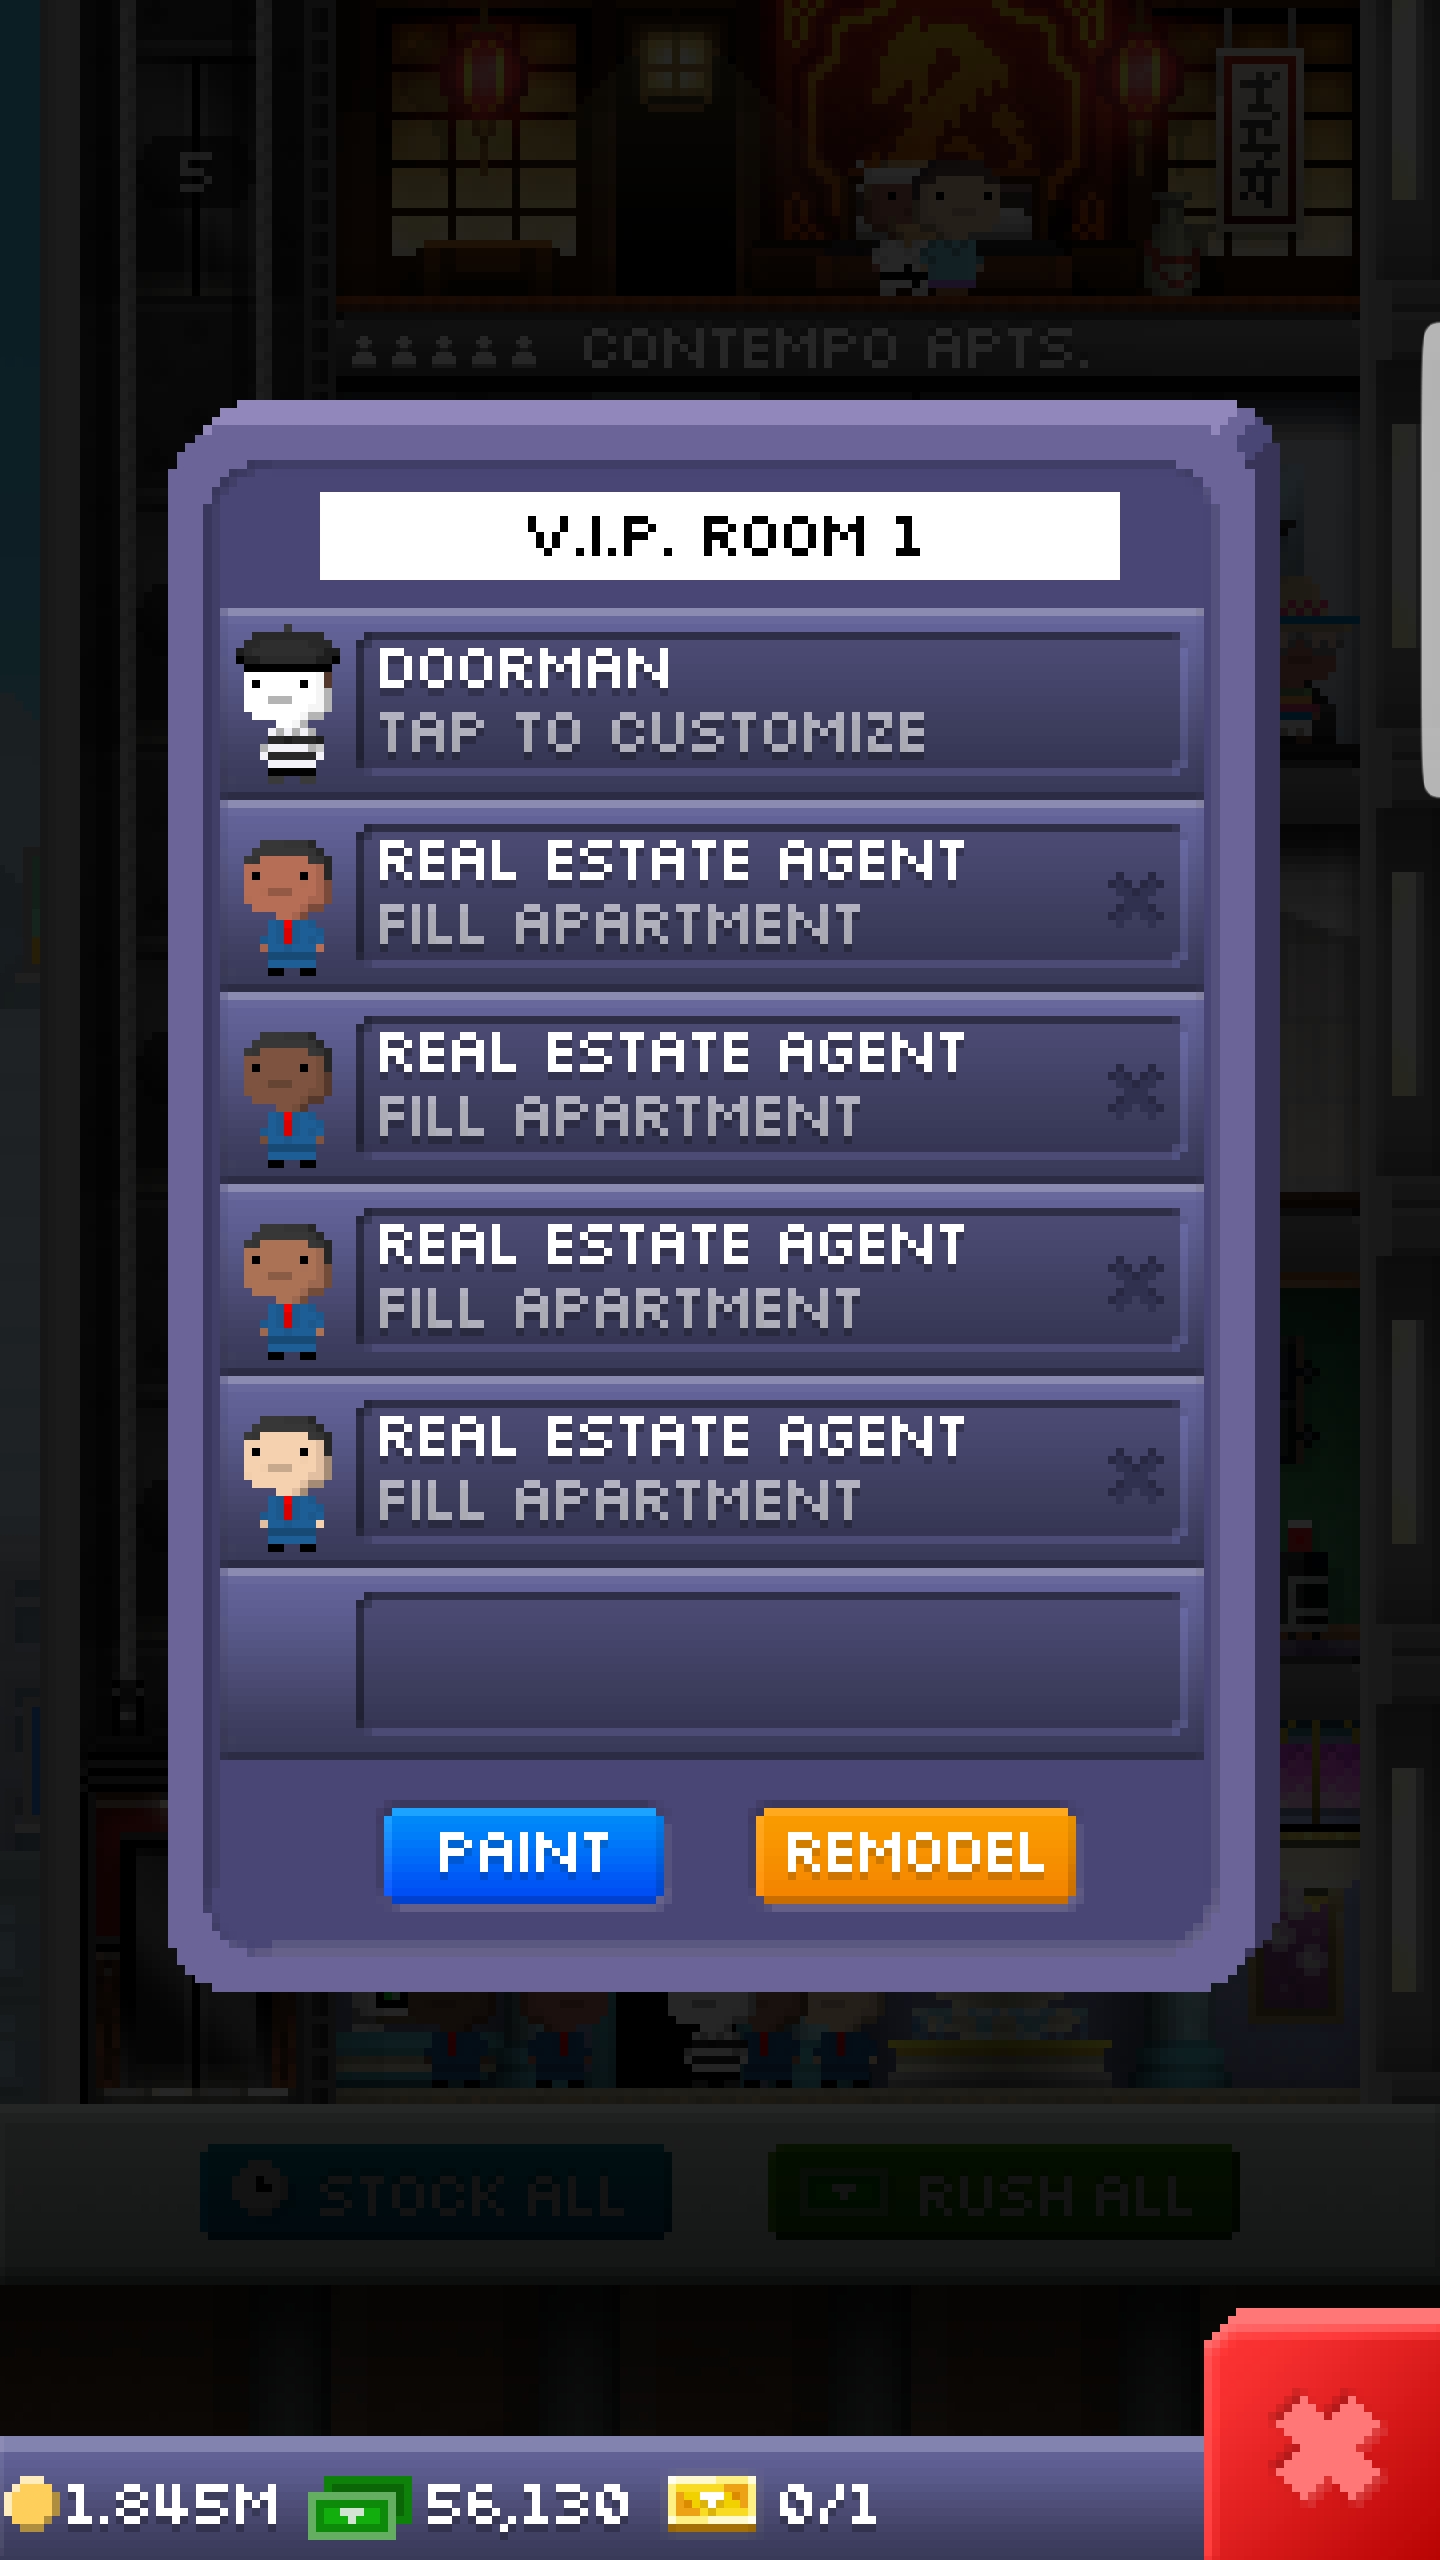 5
CONTEMPO APTS.
V.I.P. ROOM 1
DOORMAN
TAP TO CUSTOMIZE
REAL ESTATE AGENT
FILL APARTMENT
REAL ESTATE AGENT
FILL APARTMENT
REAL ESTATE AGENT
FILL APARTMENT
REAL ESTATE AGENT
FILL APARTMENT
PAINT REMODEL
STOCK ALL RUSH ALL
1.845M 56,130 0/1